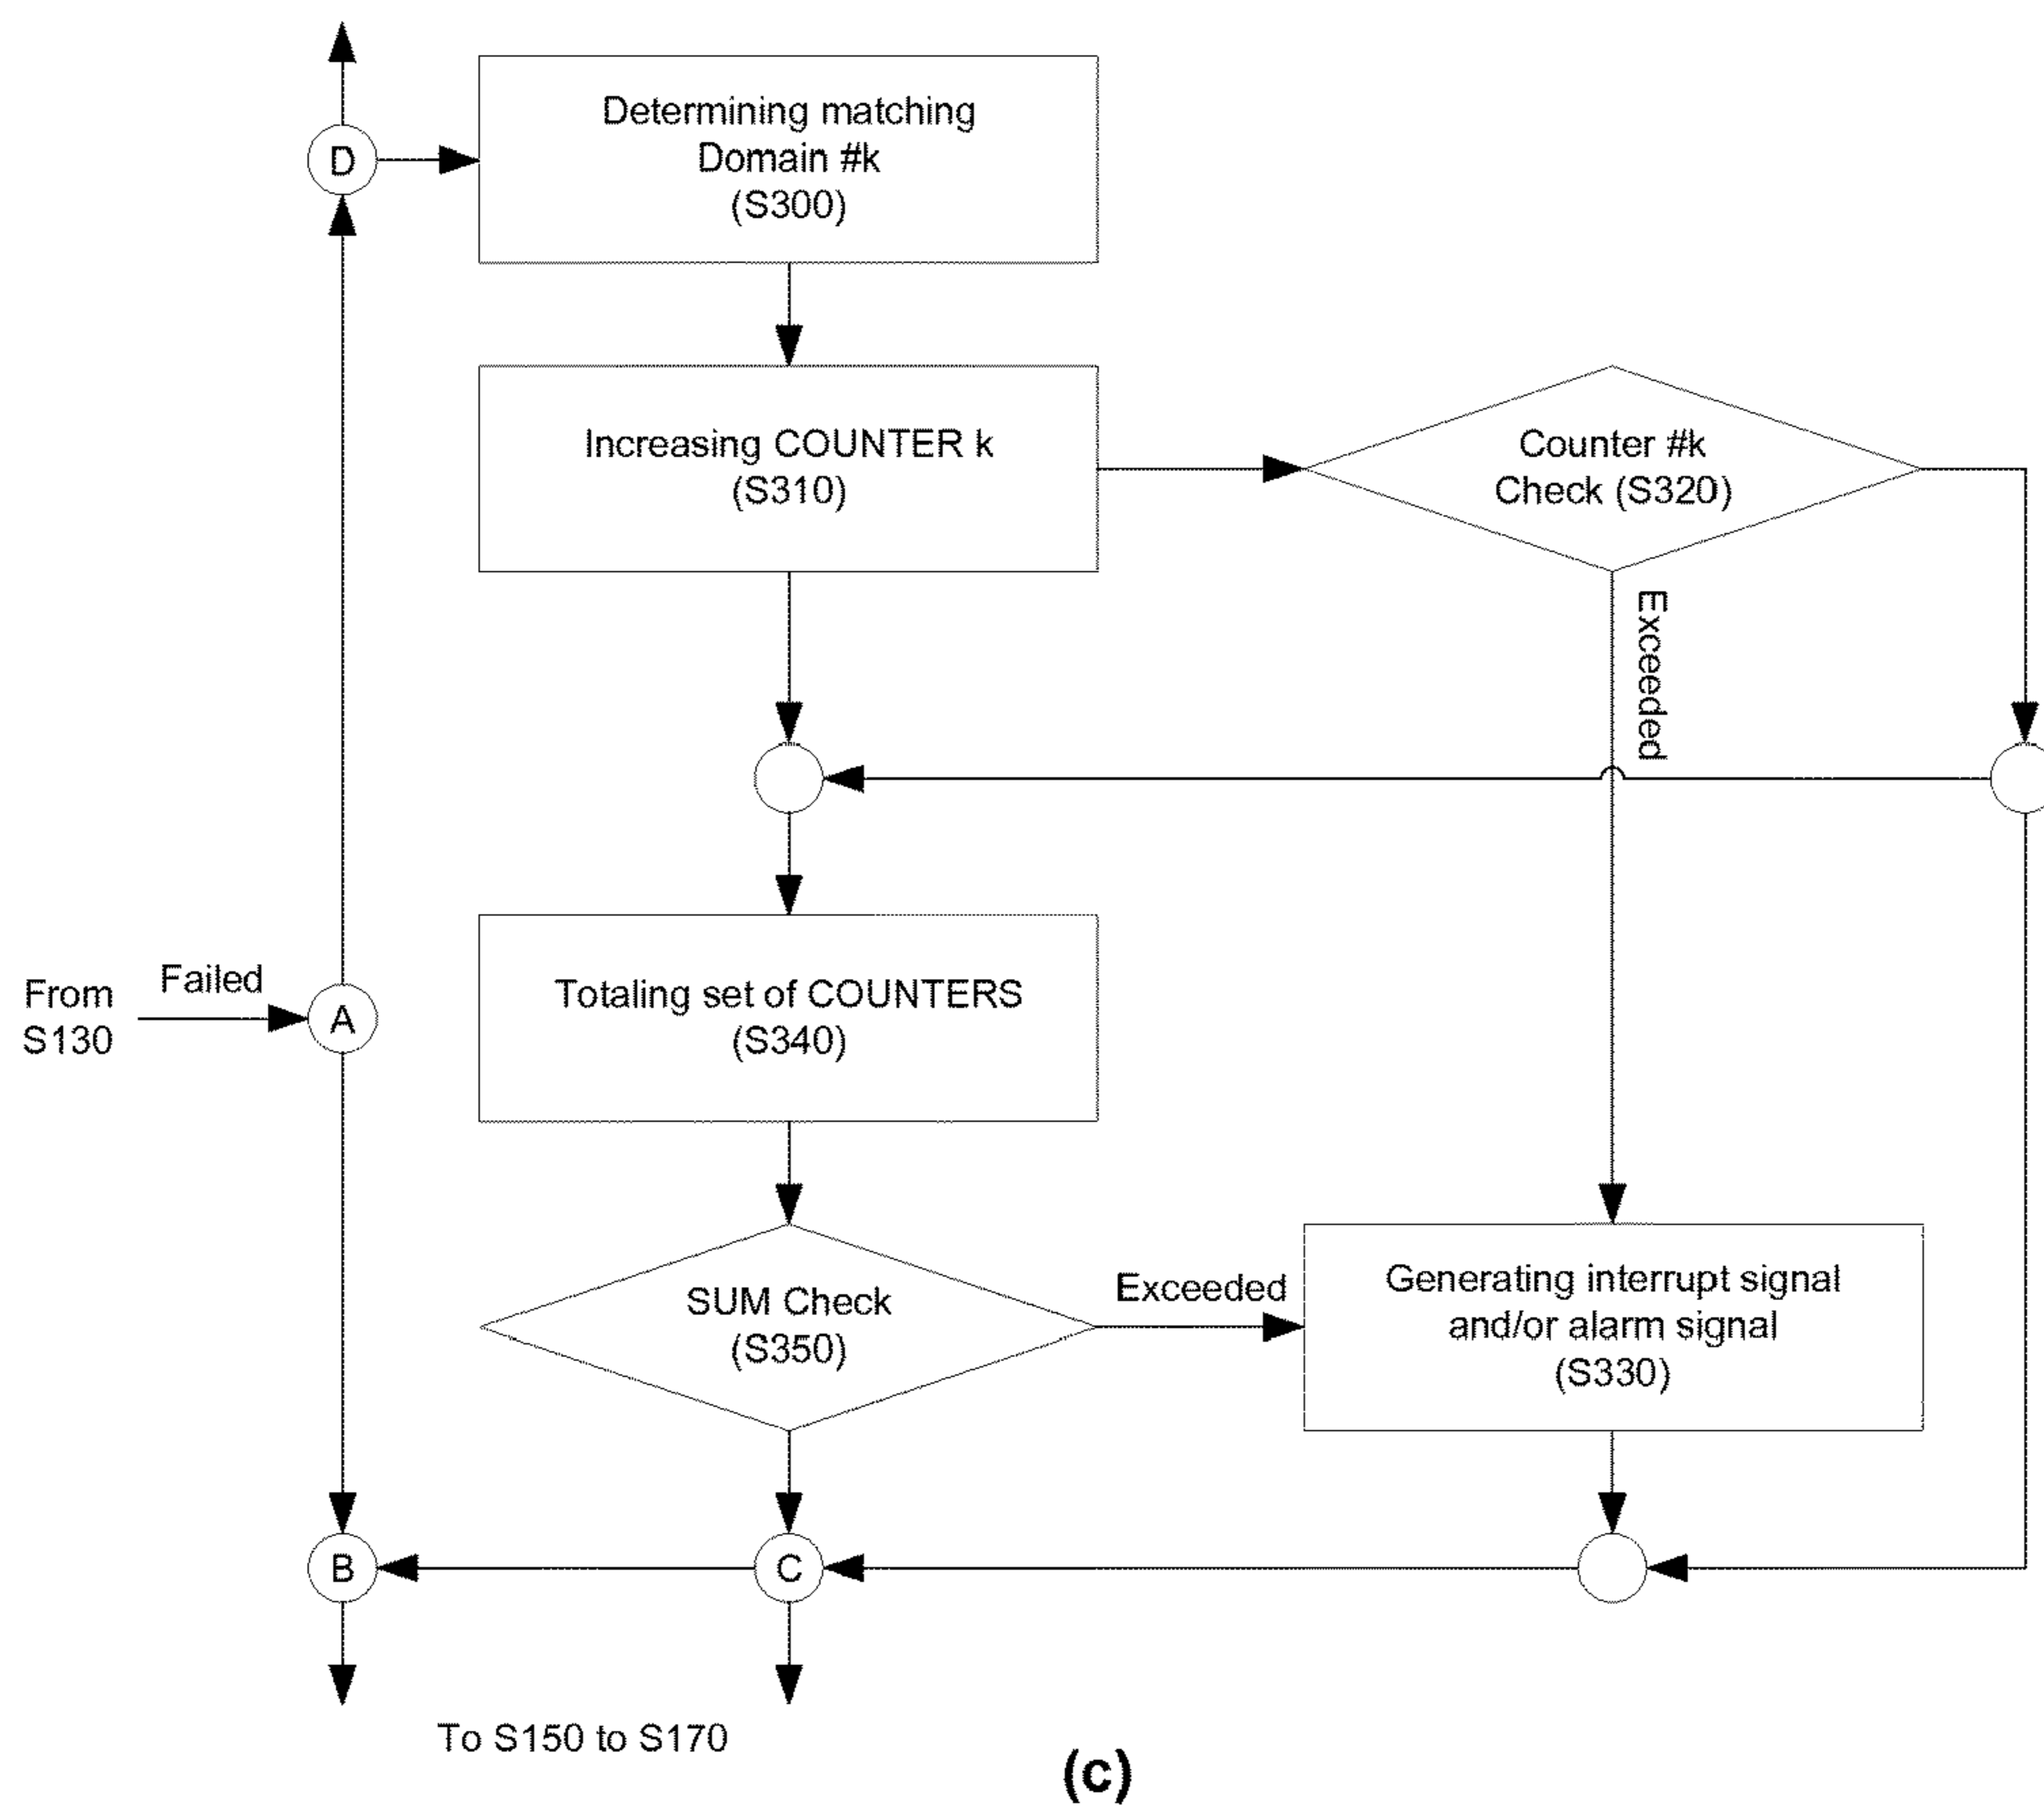 D
Determining matching
Domain #k
(S300)
Increasing COUNTER k
(S310)
Counter #k
Check (S320)
Exceeded
From
S130
Failed
A
Totaling set of COUNTERS
(S340)
SUM Check
(S350)
Exceeded
Generating interrupt signal
and/or alarm signal
(S330)
B
C
To S150 to S170
(c)